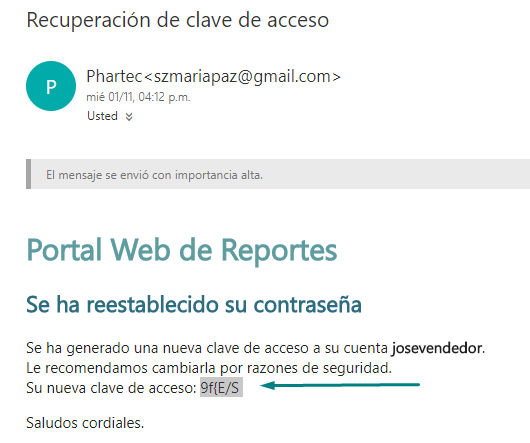 Recuperación de clave de acceso
P
Phartec<szmariapaz@gmail.com>
mié 01/11, 04:12 p.m.
Usted
El mensaje se envió con importancia alta.
Portal Web de Reportes
Se ha reestablecido su contraseña
Se ha generado una nueva clave de acceso a su cuenta josevendedor.
Le recomendamos cambiarla por razones de seguridad.
Su nueva clave de acceso: 9f{E/S
Saludos cordiales.